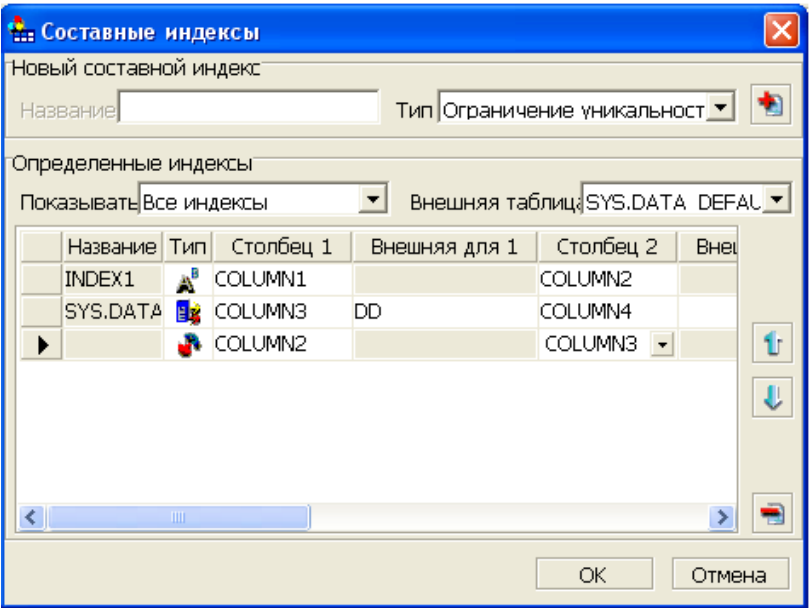 Составные индексы
Новый составной индекс
Название Тип Ограничение уникальност
Определенные индексы
Показывать Все индексы Внешняя таблица SYS.DATA DEFAU
Название Тип Столбец 1 Внешняя для 1 Столбец 2 Внеш
INDEX1 COLUMN1 COLUMN2
SYS.DATA COLUMN3 DD COLUMN4
COLUMN2 COLUMN3
OK Отмена